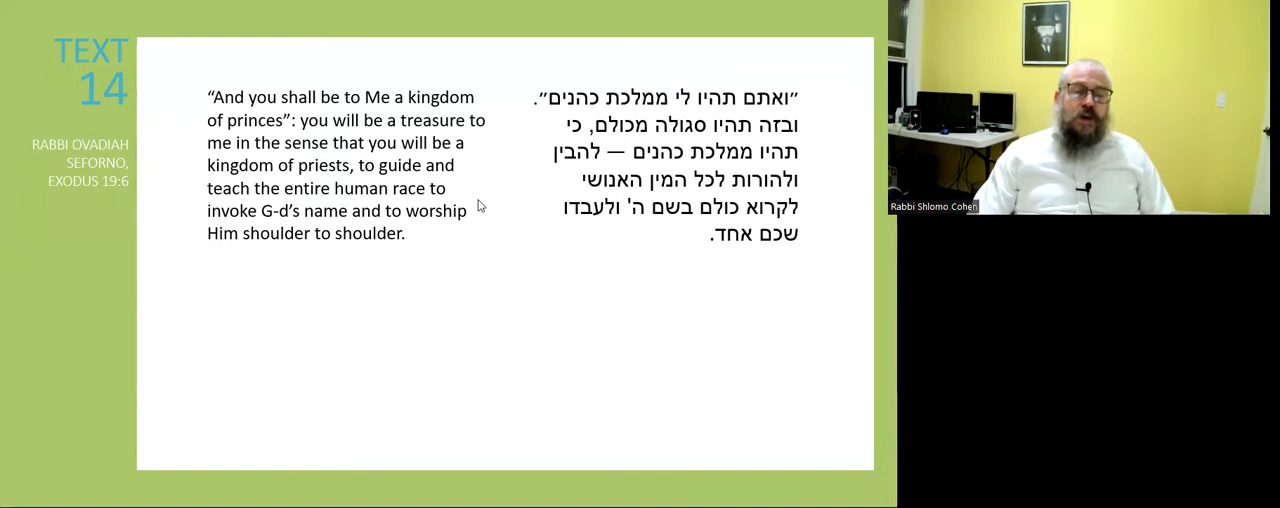 TEXT
14
RABBI OVADIAH
SEFORNO,
EXODUS 19:6
“And you shall be to Me a kingdom
of princes”: you will be a treasure to
me in the sense that you will be a
kingdom of priests, to guide and
teach the entire human race to
invoke G-d’s name and to worship
Him shoulder to shoulder.
״ואתם תהיו לי ממלכת כהנים״.
ובזה תהיו סגולה מכולם, כי
תהיו ממלכת כהנים — להבין
ולהורות לכל המין האנושי
לקרוא כולם בשם ה' ולעבדו
שכם אחד.
Rabbi Shlomo Cohen